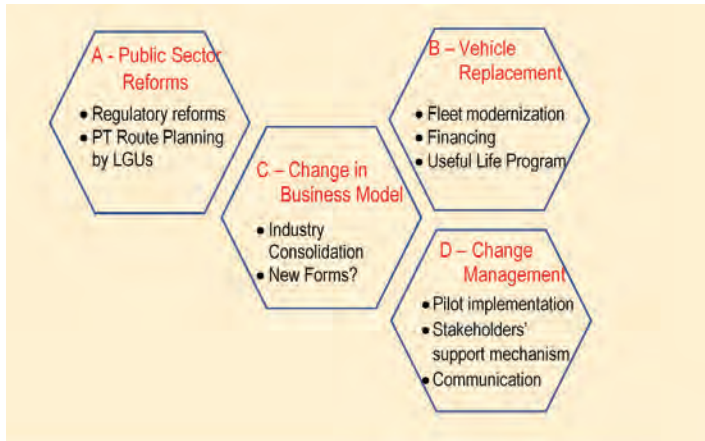 A - Public Sector
Reforms
• Regulatory reforms
• PT Route Planning
by LGUs
B – Vehicle
Replacement
• Fleet modernization
• Financing
• Useful Life Program
C – Change in
Business Model
• Industry
Consolidation
• New Forms?
D – Change
Management
• Pilot implementation
• Stakeholders'
support mechanism
• Communication